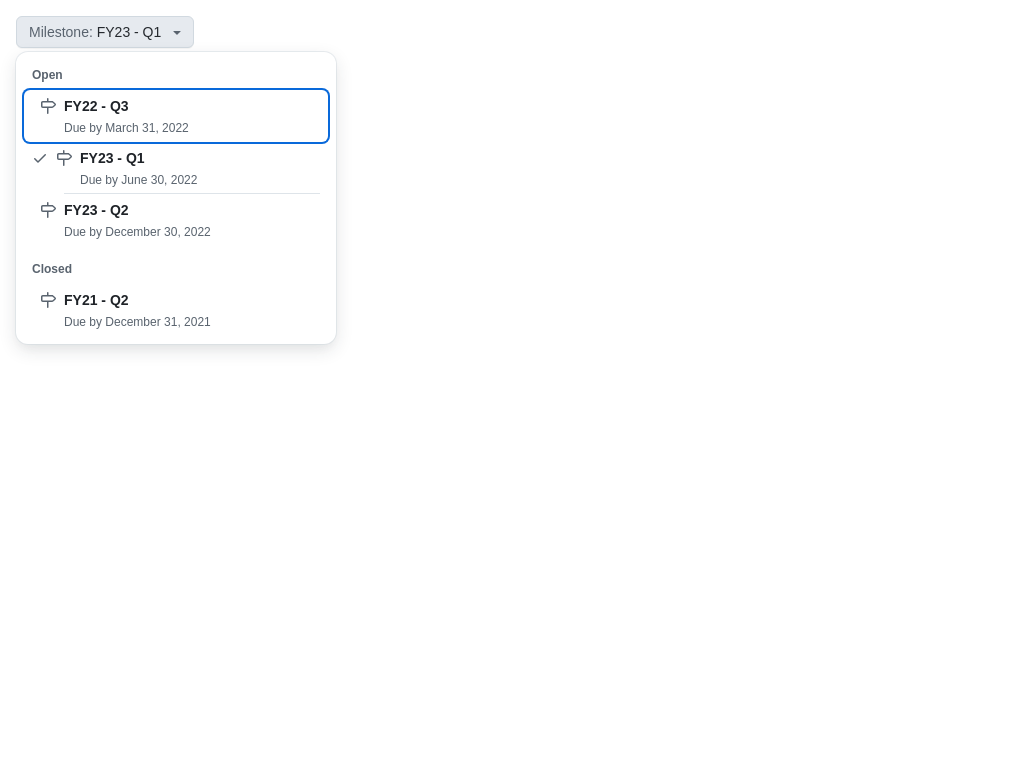 Milestone: FY23 - Q1
Open
FY22 - Q3
Due by March 31, 2022
FY23 - Q1
Due by June 30, 2022
FY23 - Q2
Due by December 30, 2022
Closed
FY21 - Q2
Due by December 31, 2021